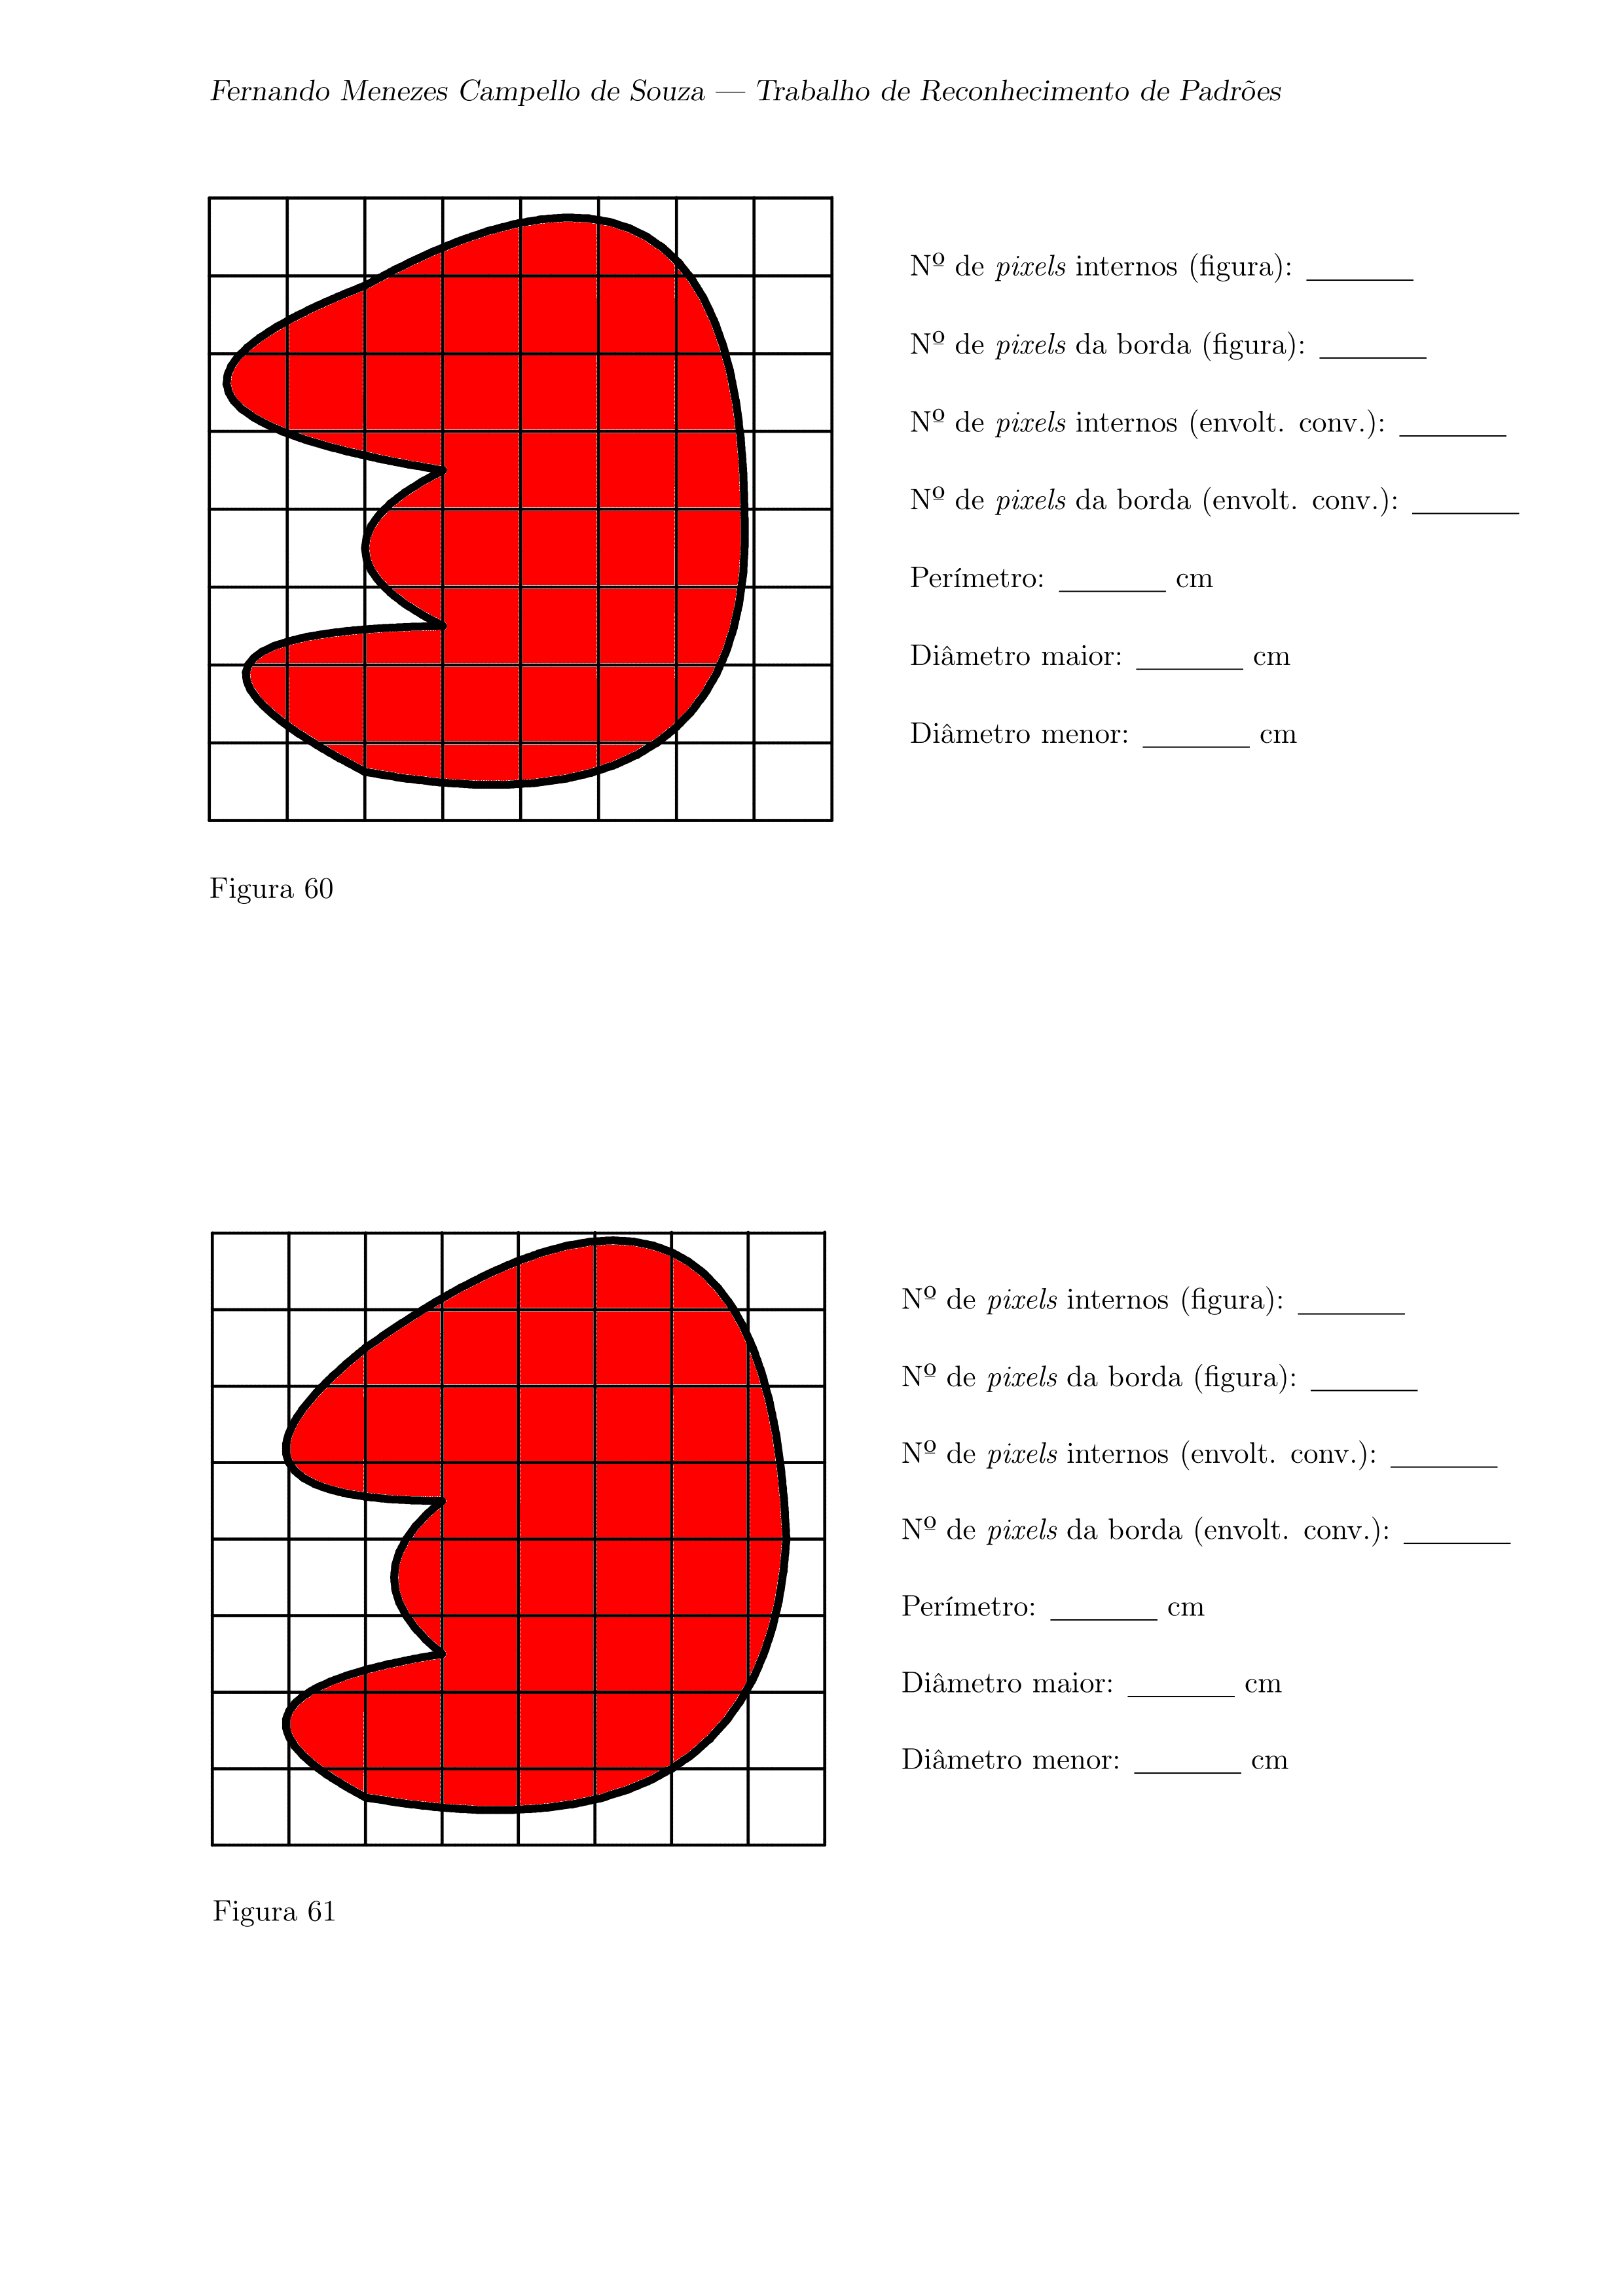 Fernando Menezes Campello de Souza — Trabalho de Reconhecimento de Padrões
Nº de pixels internos (figura): _______
Nº de pixels da borda (figura): _______
Nº de pixels internos (envolt. conv.): _______
Nº de pixels da borda (envolt. conv.): _______
Perímetro: _______ cm
Diâmetro maior: _______ cm
Diâmetro menor: _______ cm
Figura 60
Nº de pixels internos (figura): _______
Nº de pixels da borda (figura): _______
Nº de pixels internos (envolt. conv.): _______
Nº de pixels da borda (envolt. conv.): _______
Perímetro: _______ cm
Diâmetro maior: _______ cm
Diâmetro menor: _______ cm
Figura 61